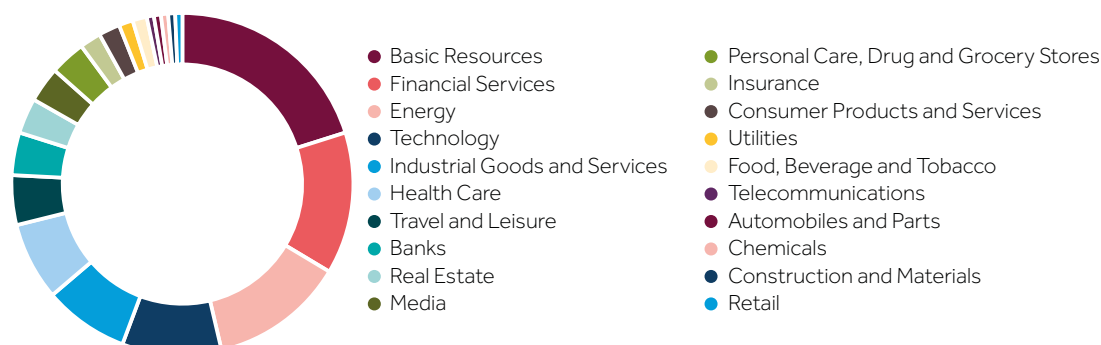 Basic Resources
Financial Services
Energy
Technology
Industrial Goods and Services
Health Care
Travel and Leisure
Banks
Real Estate
Media
Personal Care, Drug and Grocery Stores
Insurance
Consumer Products and Services
Utilities
Food, Beverage and Tobacco
Telecommunications
Automobiles and Parts
Chemicals
Construction and Materials
Retail